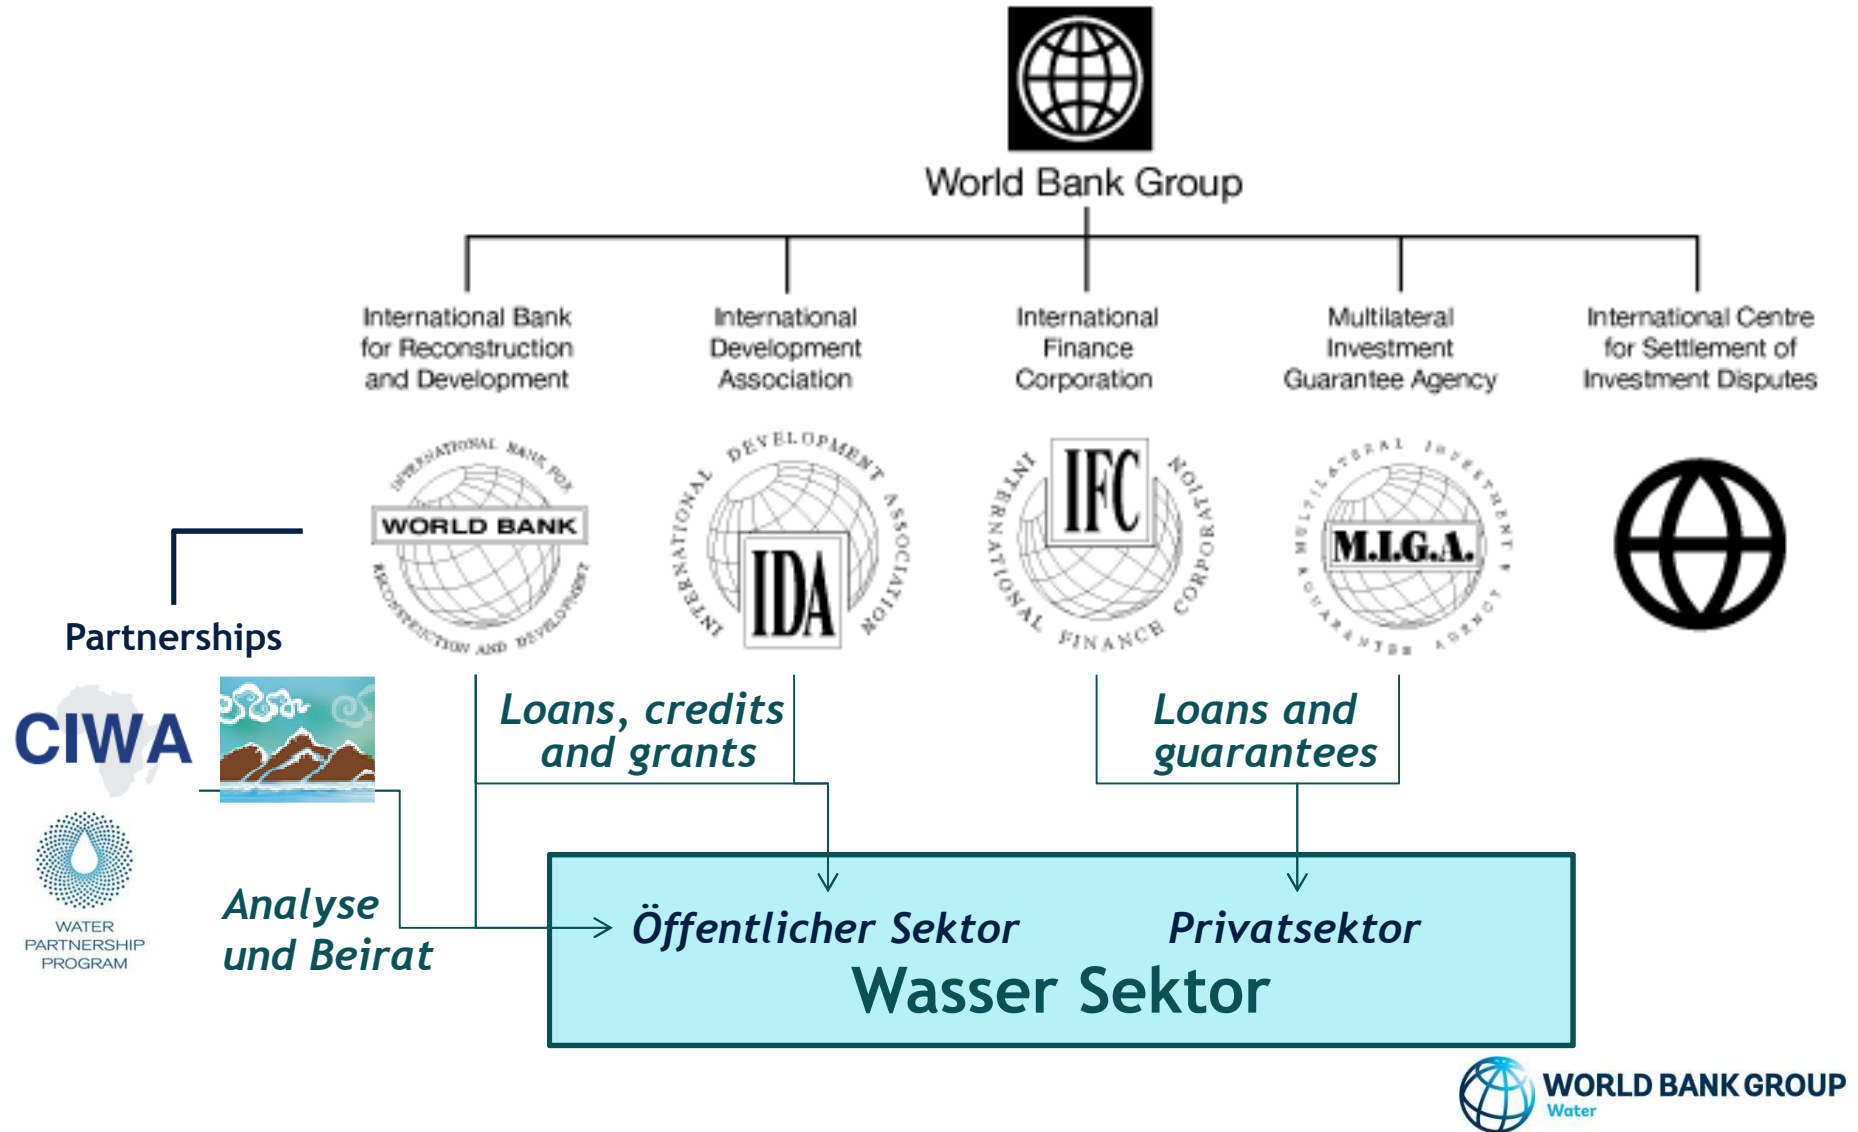 World Bank Group
International Bank
for Reconstruction
and Development
International
Development
Association
International
Finance
Corporation
Multilateral
Investment
Guarantee Agency
International Centre
for Settlement of
Investment Disputes
INTERNATIONAL BANK FOR
WORLD BANK
RECONSTRUCTION AND DEVELOPMENT
INTERNATIONAL DEVELOPMENT ASSOCIATION
IDA
IFC
INTERNATIONAL FINANCE CORPORATION
MULTILATERAL INVESTMENT
M.I.G.A.
GUARANTEE AGENCY
Partnerships
CIWA
WATER
PARTNERSHIP
PROGRAM
Loans, credits
and grants
Loans and
guarantees
Analyse
und Beirat
Öffentlicher Sektor
Privatsektor
Wasser Sektor
WORLD BANK GROUP
Water